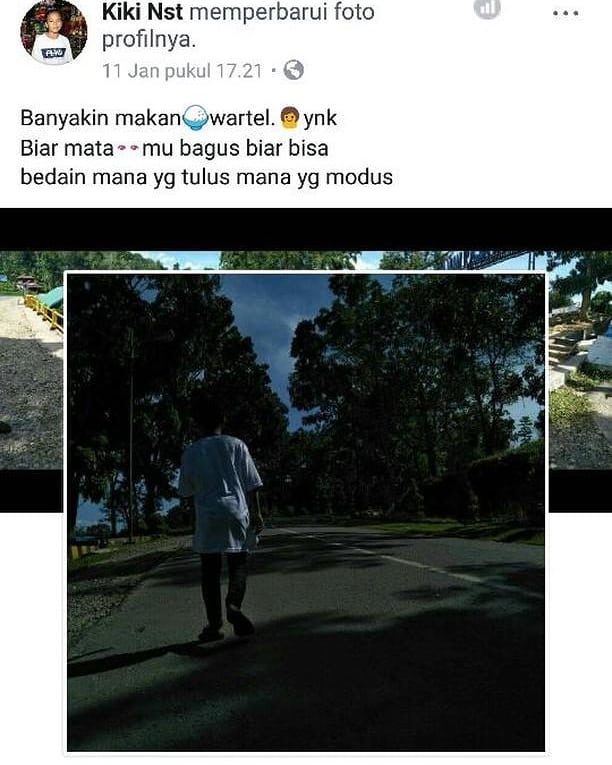 Kiki Nst memperbarui foto
profilnya.
11 Jan pukul 17.21 ·
Banyakin makan🍚wartel.🙍ynk
Biar mata👀mu bagus biar bisa
bedain mana yg tulus mana yg modus